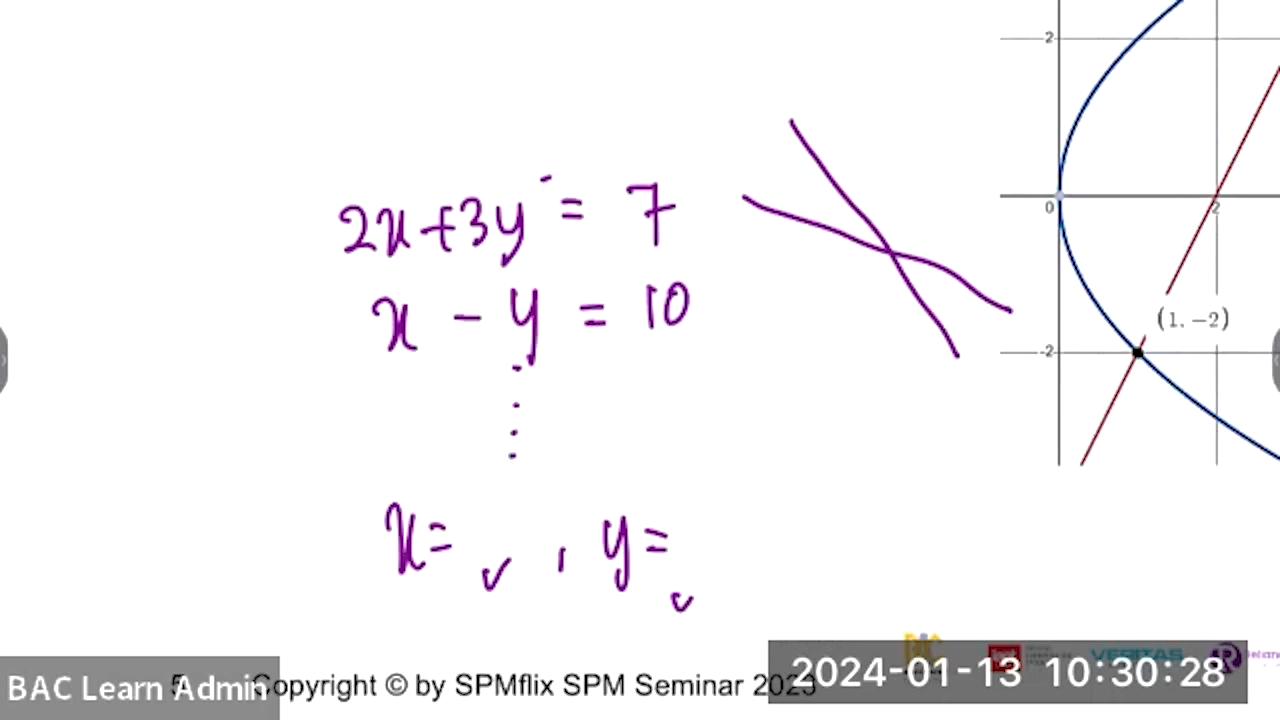 2
2x+3y = 7
0
2
x - y = 10
(1, −2)
-2
x= , y=
VERITAS
2024-01-13 10:30:28
BAC Learn Admin
Copyright © by SPMflix SPM Seminar 2023